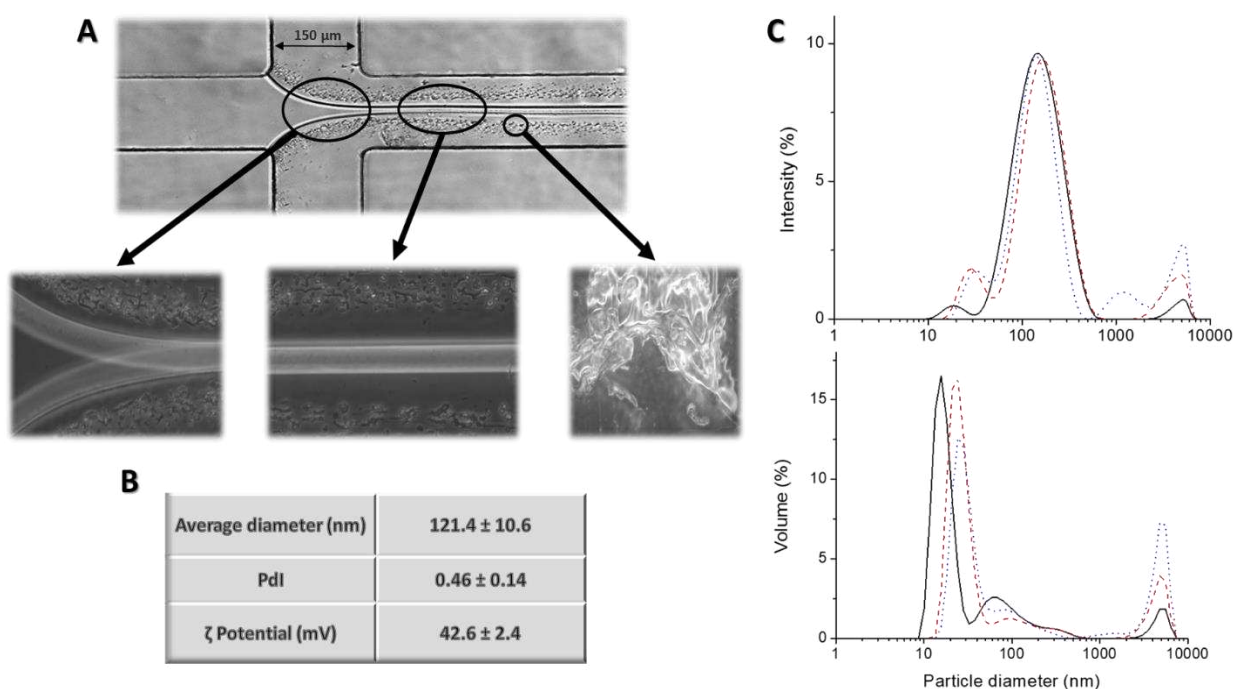 A
150 µm
B
Average diameter (nm) 121.4 ± 10.6
PdI 0.46 ± 0.14
ζ Potential (mV) 42.6 ± 2.4
C
10
5
0
Intensity (%)
1 10 100 1000 10000
15
10
5
0
Volume (%)
1 10 100 1000 10000
Particle diameter (nm)